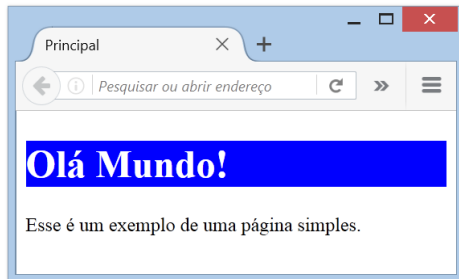 Principal
Pesquisar ou abrir endereço
Olá Mundo!
Esse é um exemplo de uma página simples.